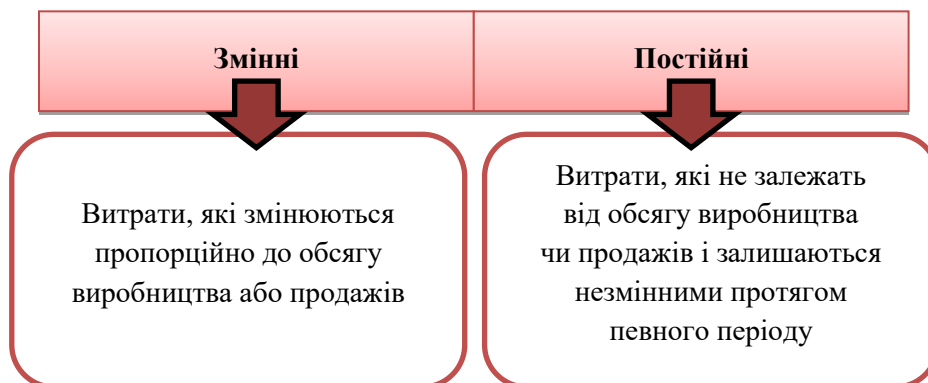 Змінні
Постійні
Витрати, які змінюються
пропорційно до обсягу
виробництва або продажів
Витрати, які не залежать
від обсягу виробництва
чи продажів і залишаються
незмінними протягом
певного періоду